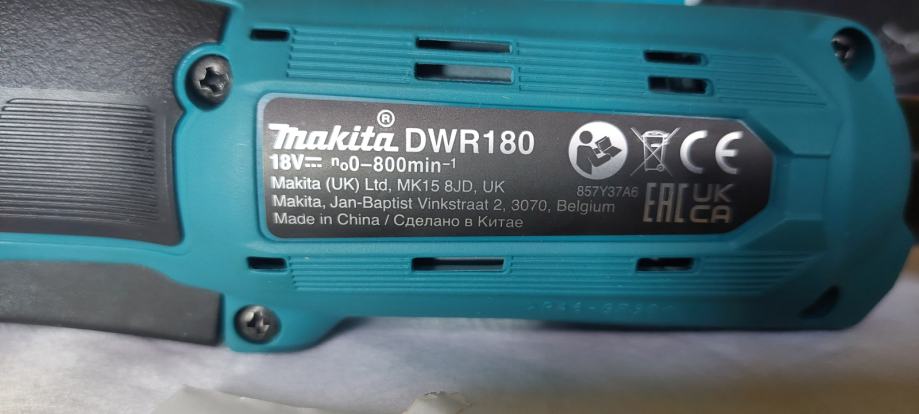 makita® DWR180
18V⎓ n₀0–800min⁻¹
Makita (UK) Ltd, MK15 8JD, UK
Makita, Jan-Baptist Vinkstraat 2, 3070, Belgium
Made in China / Сделано в Китае
CE
857Y37A6
EAC
UK
CA